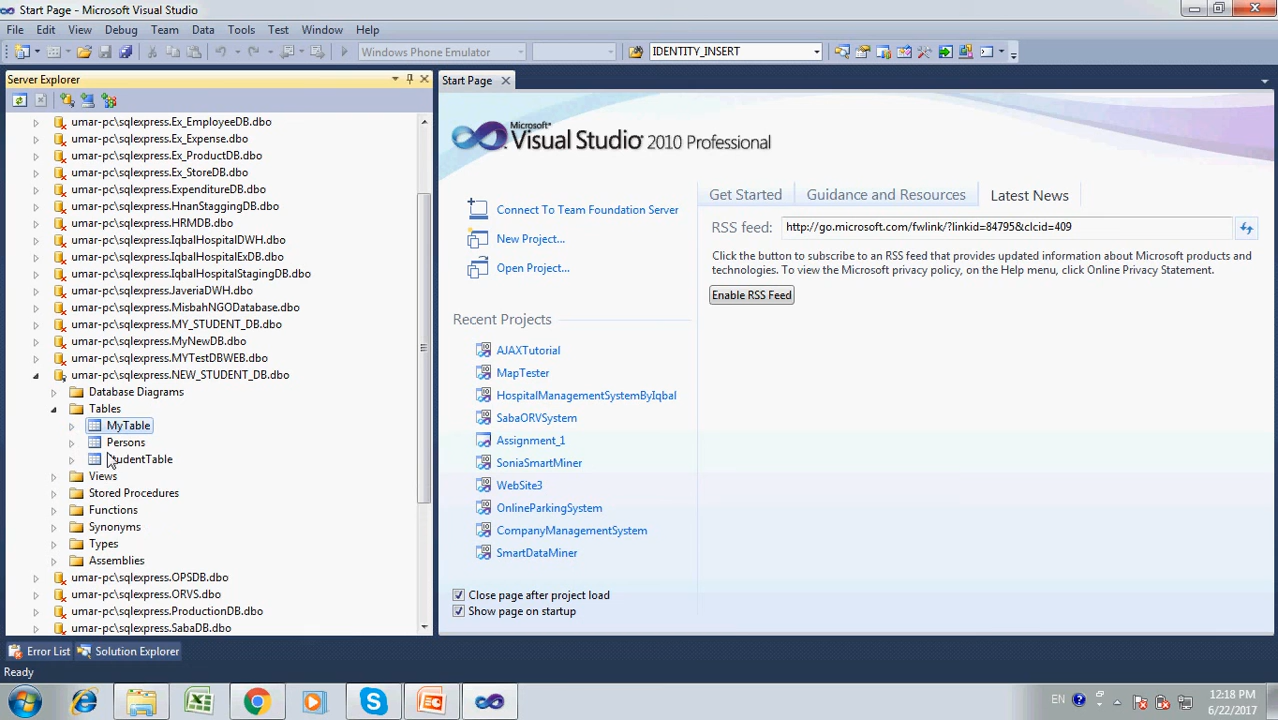 Start Page - Microsoft Visual Studio
File Edit View Debug Team Data Tools Test Window Help
Windows Phone Emulator IDENTITY_INSERT
Server Explorer
umar-pc\sqlexpress.Ex_EmployeeDB.dbo
umar-pc\sqlexpress.Ex_Expense.dbo
umar-pc\sqlexpress.Ex_ProductDB.dbo
umar-pc\sqlexpress.Ex_StoreDB.dbo
umar-pc\sqlexpress.ExpenditureDB.dbo
umar-pc\sqlexpress.HnanStaggingDB.dbo
umar-pc\sqlexpress.HRMDB.dbo
umar-pc\sqlexpress.IqbalHospitalDWH.dbo
umar-pc\sqlexpress.IqbalHospitalExDB.dbo
umar-pc\sqlexpress.IqbalHospitalStagingDB.dbo
umar-pc\sqlexpress.JaveriaDWH.dbo
umar-pc\sqlexpress.MisbahNGODatabase.dbo
umar-pc\sqlexpress.MY_STUDENT_DB.dbo
umar-pc\sqlexpress.MyNewDB.dbo
umar-pc\sqlexpress.MYTestDBWEB.dbo
umar-pc\sqlexpress.NEW_STUDENT_DB.dbo
Database Diagrams
Tables
MyTable
Persons
StudentTable
Views
Stored Procedures
Functions
Synonyms
Types
Assemblies
umar-pc\sqlexpress.OPSDB.dbo
umar-pc\sqlexpress.ORVS.dbo
umar-pc\sqlexpress.ProductionDB.dbo
umar-pc\sqlexpress.SabaDB.dbo
Error List Solution Explorer
Start Page
Microsoft
Visual Studio 2010 Professional
Connect To Team Foundation Server
New Project...
Open Project...
Recent Projects
AJAXTutorial
MapTester
HospitalManagementSystemByIqbal
SabaORVSystem
Assignment_1
SoniaSmartMiner
WebSite3
OnlineParkingSystem
CompanyManagementSystem
SmartDataMiner
Close page after project load
Show page on startup
Get Started Guidance and Resources Latest News
RSS feed: http://go.microsoft.com/fwlink/?linkid=84795&clcid=409
Click the button to subscribe to an RSS feed that provides updated information about Microsoft products and
technologies. To view the Microsoft privacy policy, on the Help menu, click Online Privacy Statement.
Enable RSS Feed
Ready
EN
12:18 PM
6/22/2017